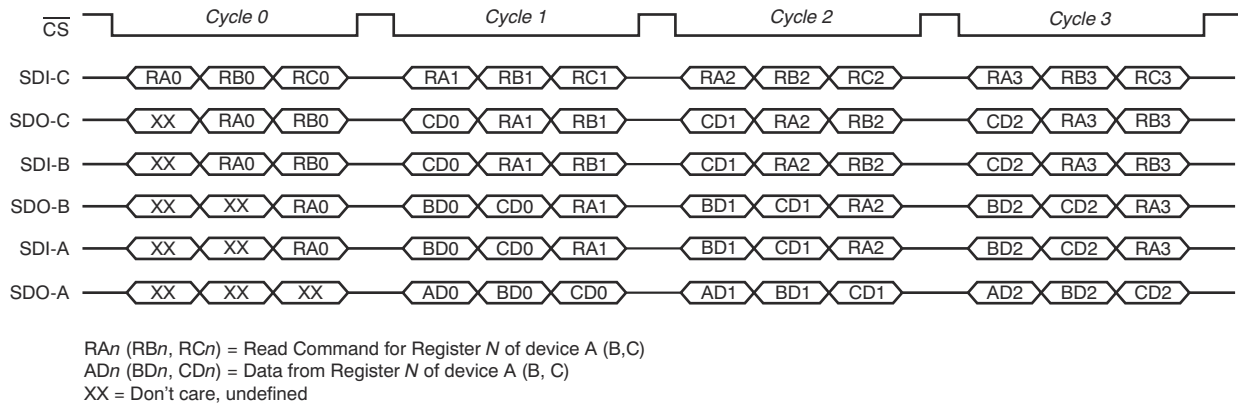 Cycle 0 Cycle 1 Cycle 2 Cycle 3
CS
SDI-C RA0 RB0 RC0 RA1 RB1 RC1 RA2 RB2 RC2 RA3 RB3 RC3
SDO-C XX RA0 RB0 CD0 RA1 RB1 CD1 RA2 RB2 CD2 RA3 RB3
SDI-B XX RA0 RB0 CD0 RA1 RB1 CD1 RA2 RB2 CD2 RA3 RB3
SDO-B XX XX RA0 BD0 CD0 RA1 BD1 CD1 RA2 BD2 CD2 RA3
SDI-A XX XX RA0 BD0 CD0 RA1 BD1 CD1 RA2 BD2 CD2 RA3
SDO-A XX XX XX AD0 BD0 CD0 AD1 BD1 CD1 AD2 BD2 CD2
RAn (RBn, RCn) = Read Command for Register N of device A (B,C)
ADn (BDn, CDn) = Data from Register N of device A (B, C)
XX = Don't care, undefined